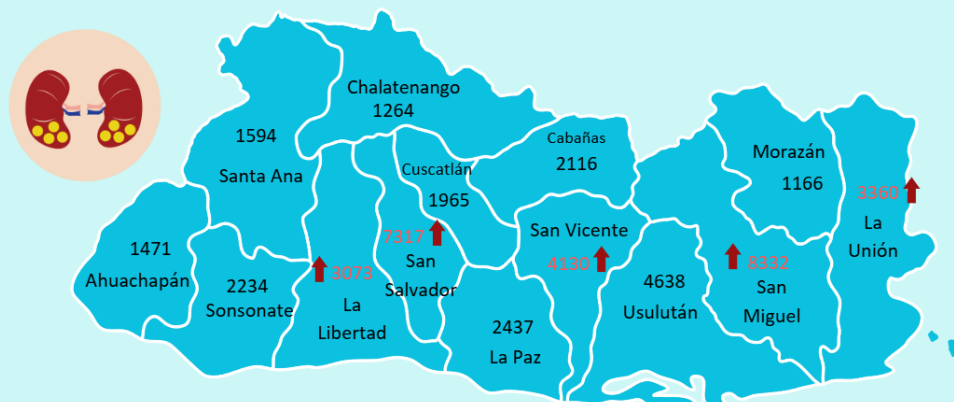 Chalatenango
1264
1594
Santa Ana
Cabañas
2116
Cuscatlán
1965
Morazán
1166
3360
La
Unión
1471
Ahuachapán
2234
Sonsonate
3073
La
Libertad
7317
San
Salvador
San Vicente
4130
2437
La Paz
4638
Usulután
8332
San
Miguel